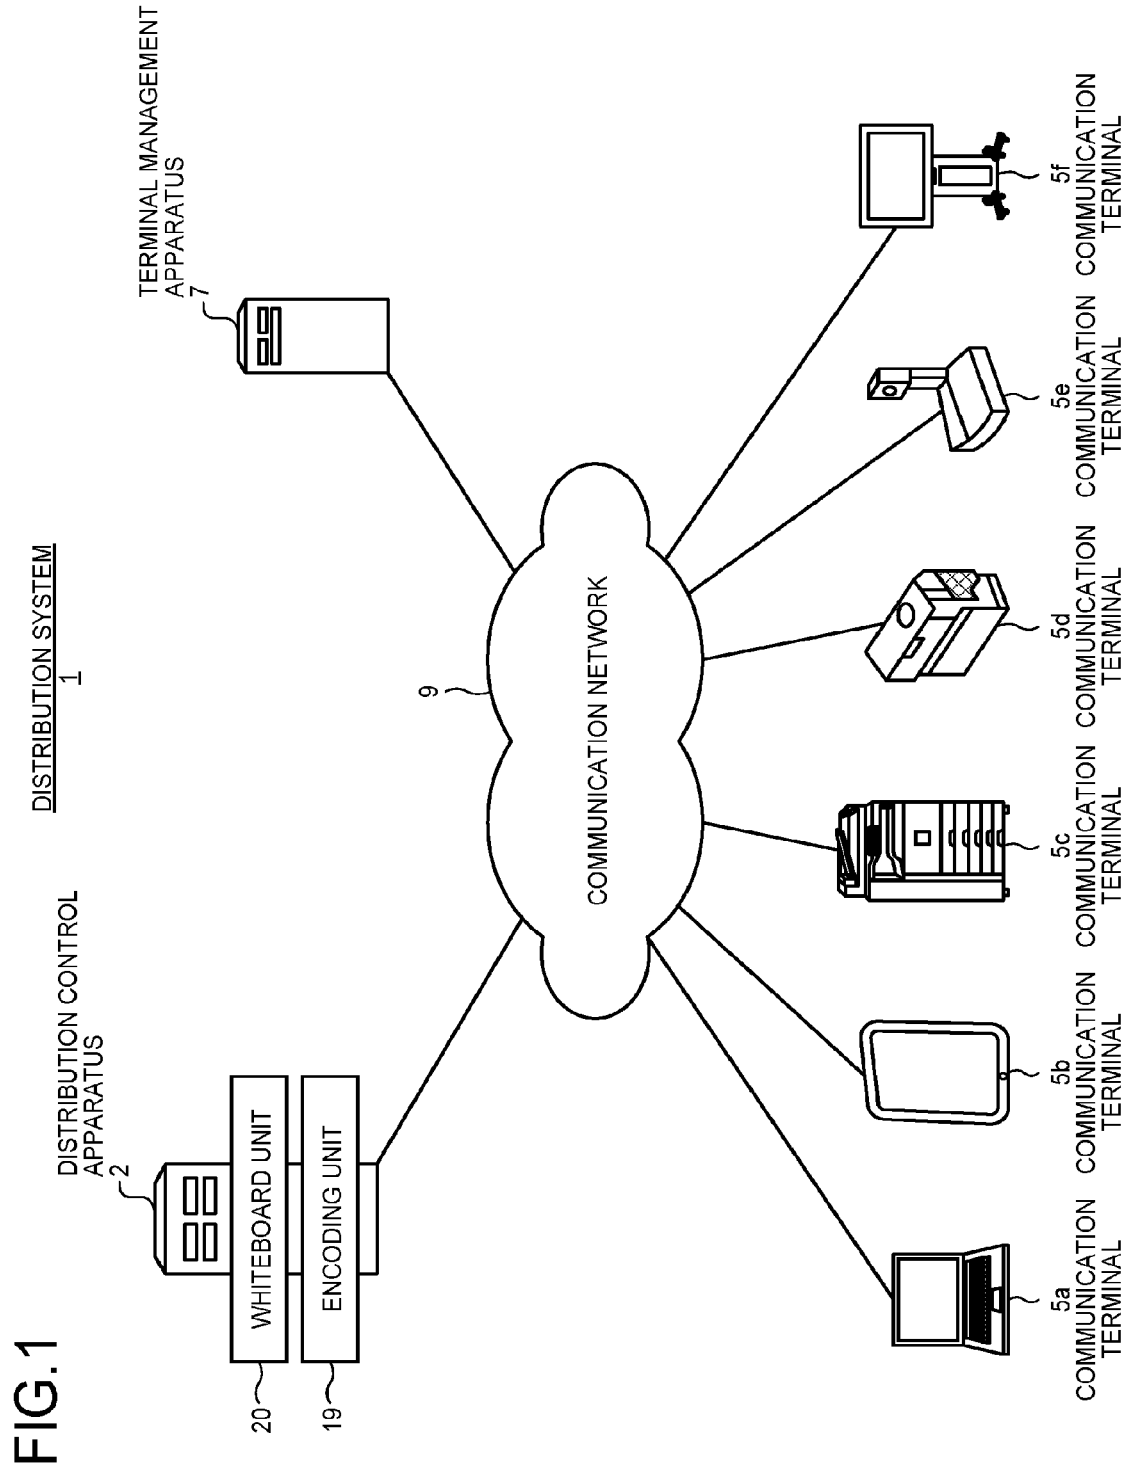 FIG.1
DISTRIBUTION SYSTEM
1
DISTRIBUTION CONTROL
APPARATUS
2
TERMINAL MANAGEMENT
APPARATUS
7
20
WHITEBOARD UNIT
19
ENCODING UNIT
9
COMMUNICATION NETWORK
5a
COMMUNICATION
TERMINAL
5b
COMMUNICATION
TERMINAL
5c
COMMUNICATION
TERMINAL
5d
COMMUNICATION
TERMINAL
5e
COMMUNICATION
TERMINAL
5f
COMMUNICATION
TERMINAL